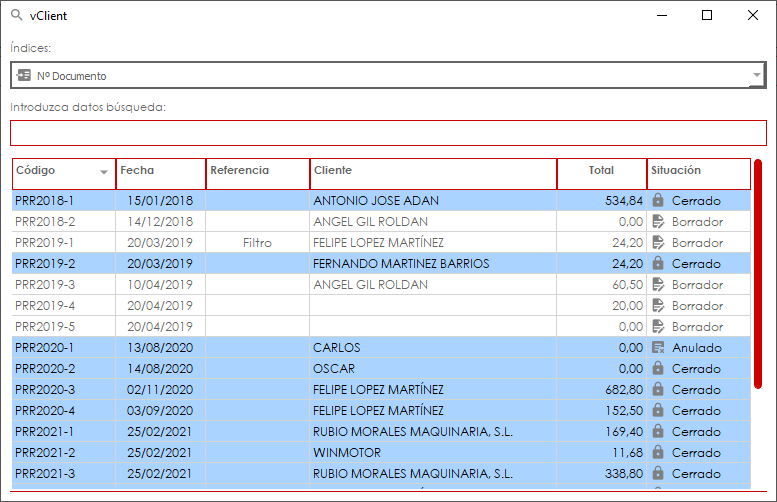 vClient
Índices:
Nº Documento
Introduzca datos búsqueda:
Código Fecha Referencia Cliente Total Situación
PRR2018-1 15/01/2018 ANTONIO JOSE ADAN 534,84 Cerrado
PRR2018-2 14/12/2018 ANGEL GIL ROLDAN 0,00 Borrador
PRR2019-1 20/03/2019 Filtro FELIPE LOPEZ MARTÍNEZ 24,20 Borrador
PRR2019-2 20/03/2019 FERNANDO MARTINEZ BARRIOS 24,20 Cerrado
PRR2019-3 10/04/2019 ANGEL GIL ROLDAN 60,50 Borrador
PRR2019-4 20/04/2019 20,00 Borrador
PRR2019-5 20/04/2019 0,00 Borrador
PRR2020-1 13/08/2020 CARLOS 0,00 Anulado
PRR2020-2 14/08/2020 OSCAR 0,00 Cerrado
PRR2020-3 02/11/2020 FELIPE LOPEZ MARTÍNEZ 682,80 Cerrado
PRR2020-4 03/09/2020 FELIPE LOPEZ MARTÍNEZ 152,50 Cerrado
PRR2021-1 25/02/2021 RUBIO MORALES MAQUINARIA, S.L. 169,40 Cerrado
PRR2021-2 25/02/2021 WINMOTOR 11,68 Cerrado
PRR2021-3 25/02/2021 RUBIO MORALES MAQUINARIA, S.L. 338,80 Cerrado